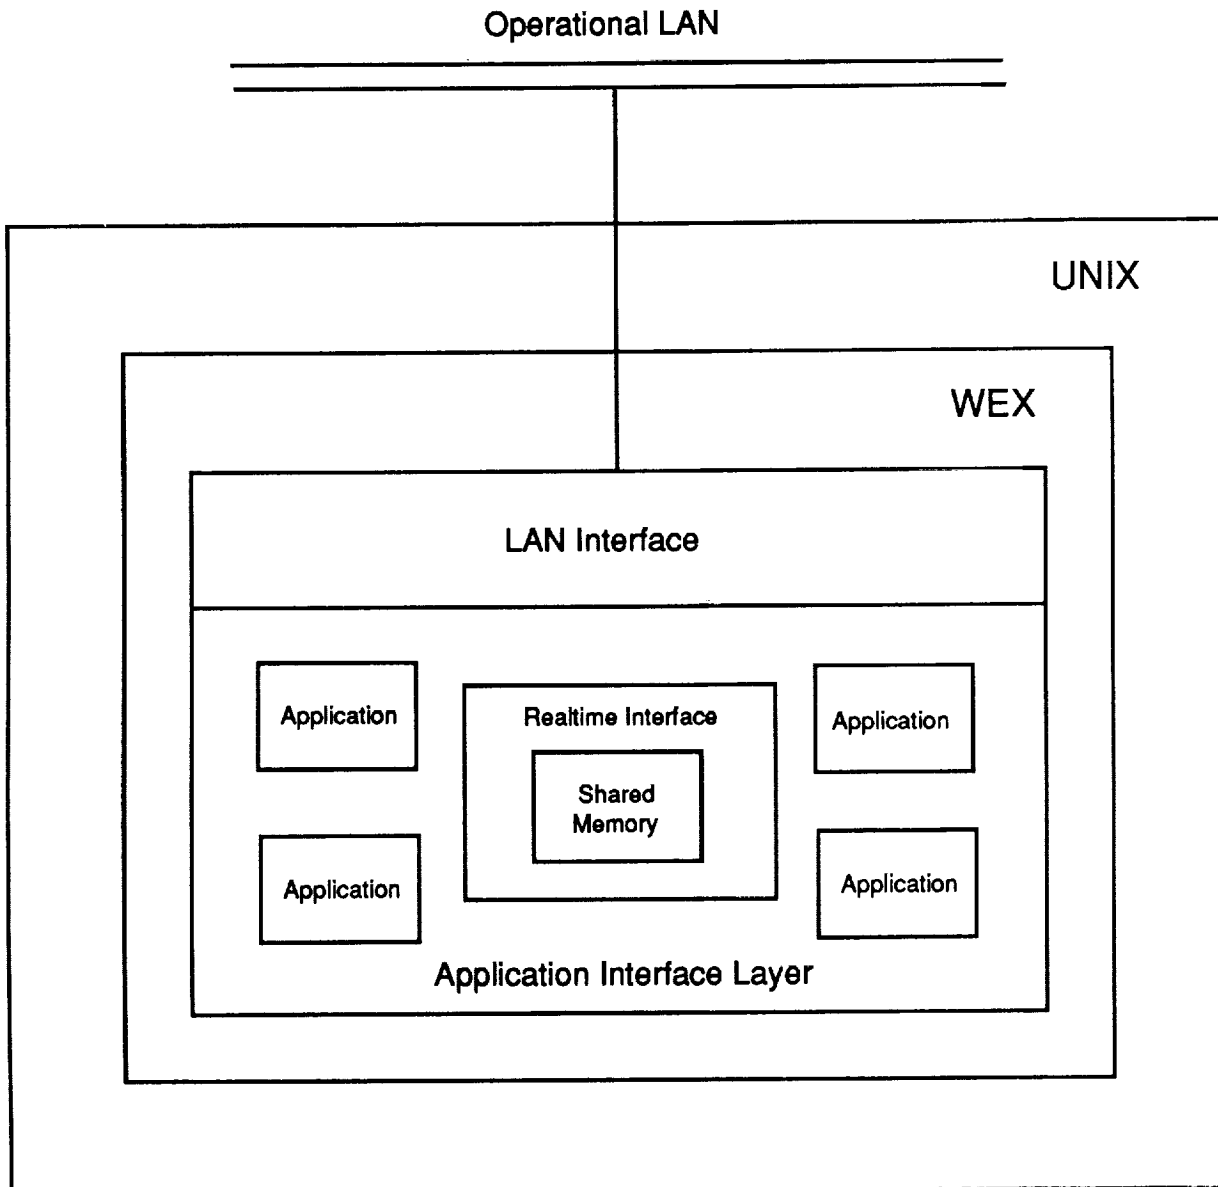 Operational LAN
UNIX
WEX
LAN Interface
Application
Realtime Interface
Application
Shared
Memory
Application
Application
Application Interface Layer